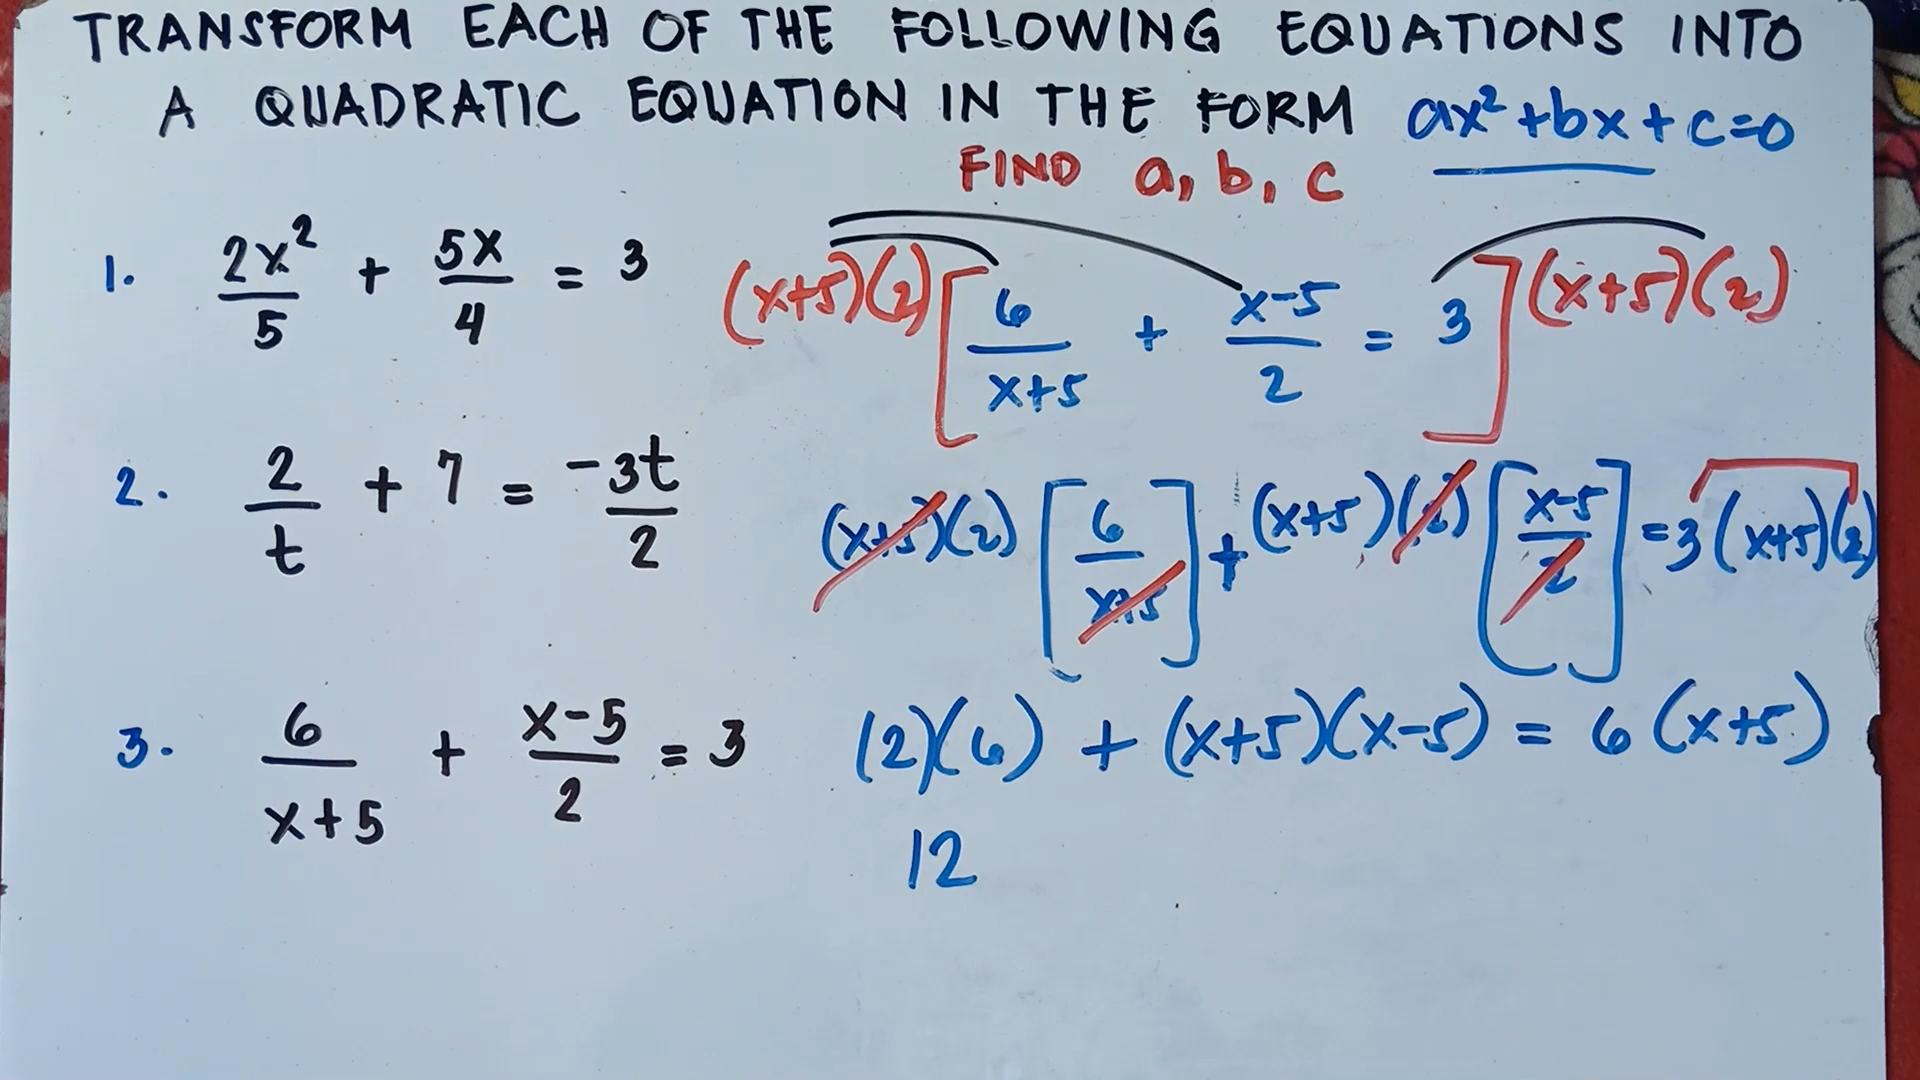 TRANSFORM EACH OF THE FOLLOWING EQUATIONS INTO
A QUADRATIC EQUATION IN THE FORM ax²+bx+c=0
FIND a, b, c
1. 2x²/5 + 5x/4 = 3
2. 2/t + 7 = -3t/2
3. 6/x+5 + x-5/2 = 3
(x+5)(2)[6/x+5 + x-5/2 = 3](x+5)(2)
(x+5)(2)[6/x+5]+(x+5)(2)[x-5/2]=3(x+5)(2)
(2)(6) + (x+5)(x-5) = 6(x+5)
12